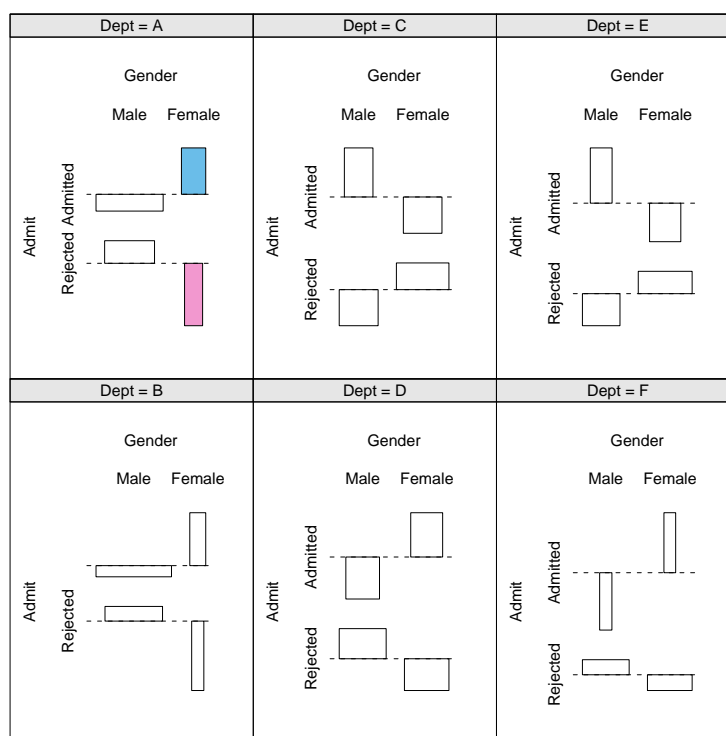 Dept = A
Gender
Male Female
Admit
Admitted
Rejected
Dept = C
Gender
Male Female
Admit
Admitted
Rejected
Dept = E
Gender
Male Female
Admit
Admitted
Rejected
Dept = B
Gender
Male Female
Admit
Rejected
Dept = D
Gender
Male Female
Admit
Admitted
Rejected
Dept = F
Gender
Male Female
Admit
Admitted
Rejected